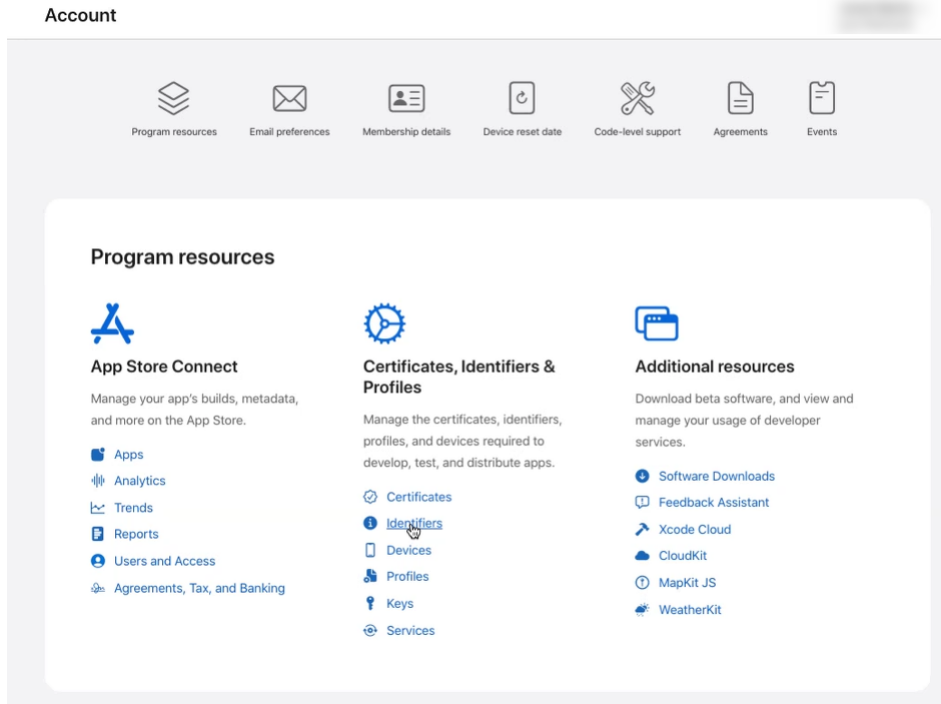 Account
Program resources
Email preferences
Membership details
Device reset date
Code-level support
Agreements
Events
Program resources
App Store Connect
Manage your app's builds, metadata,
and more on the App Store.
Apps
Analytics
Trends
Reports
Users and Access
Agreements, Tax, and Banking
Certificates, Identifiers &
Profiles
Manage the certificates, identifiers,
profiles, and devices required to
develop, test, and distribute apps.
Certificates
Identifiers
Devices
Profiles
Keys
Services
Additional resources
Download beta software, and view and
manage your usage of developer
services.
Software Downloads
Feedback Assistant
Xcode Cloud
CloudKit
MapKit JS
WeatherKit